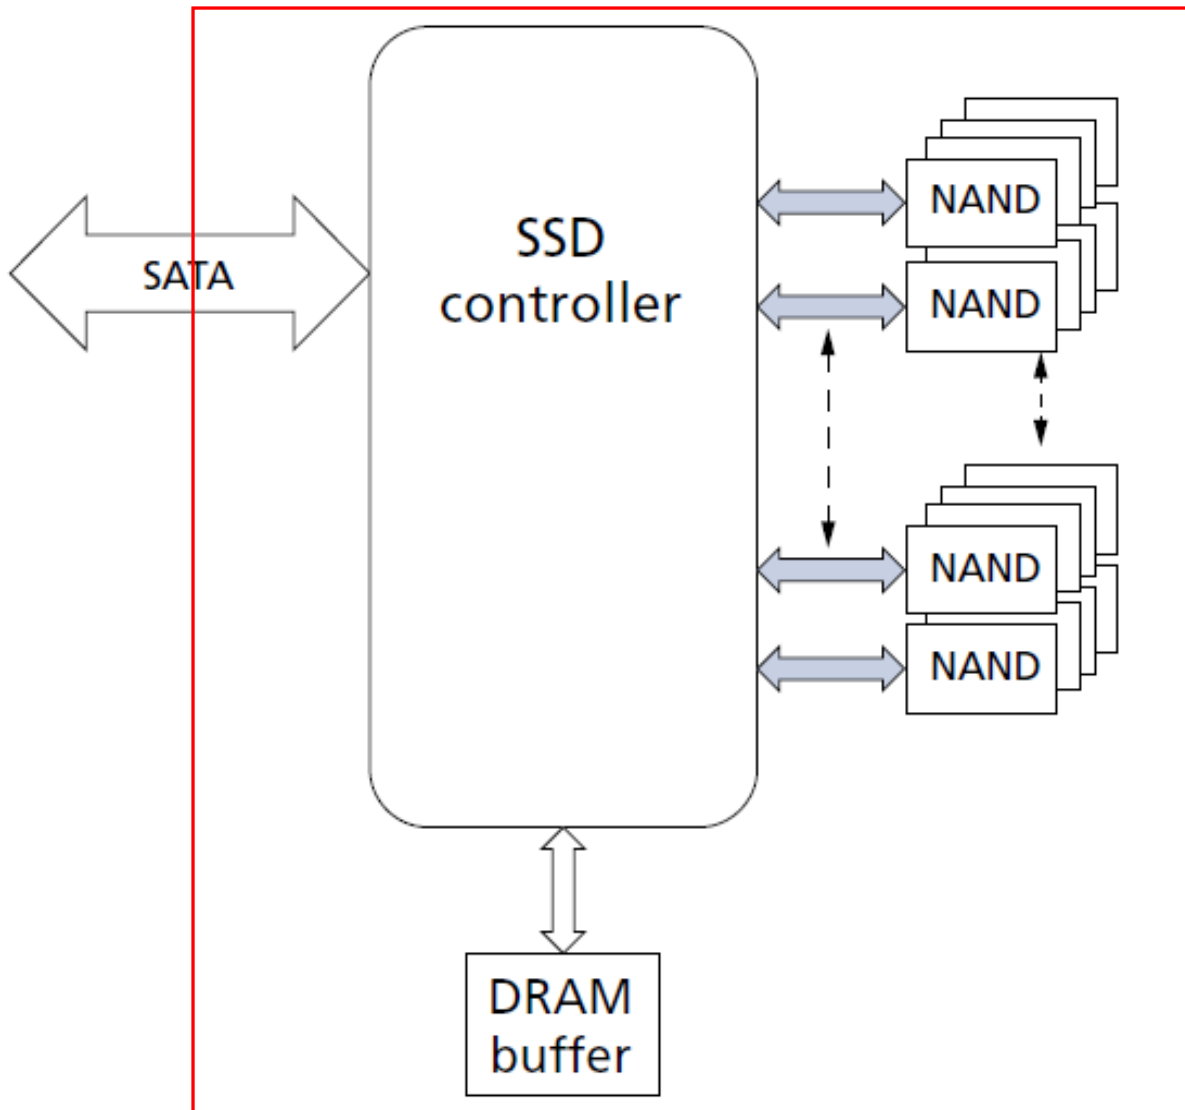 SATA
SSD
controller
NAND
NAND
NAND
NAND
DRAM
buffer